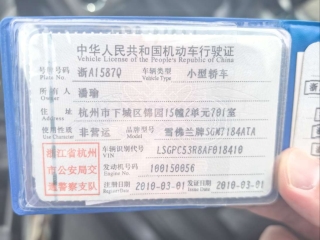 中华人民共和国机动车行驶证
Vehicle License of the People's Republic of China
号牌号码 浙A1587Q 车辆类型 小型轿车
Plate No. Vehicle Type
所有人 潘瑜
Owner
住址 杭州市下城区锦园15幢2单元701室
Address
使用性质 非营运 品牌型号 雪佛兰牌SGM7184ATA
Use Character Model
浙江省杭州市公安局交通警察支队
车辆识别代号 LSGPC53R8AF018410
VIN
发动机号码 100150056
Engine No.
注册日期 2010-03-01 发证日期 2010-03-01
Register Date Issue Date